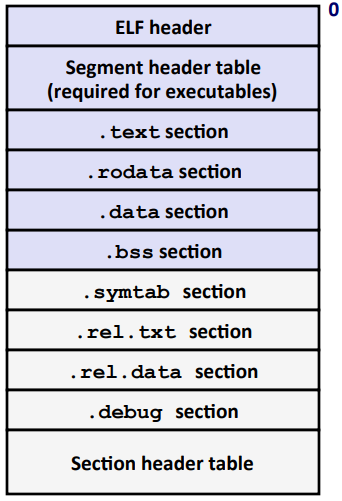 0
ELF header
Segment header table
(required for executables)
.text section
.rodata section
.data section
.bss section
.symtab section
.rel.txt section
.rel.data section
.debug section
Section header table